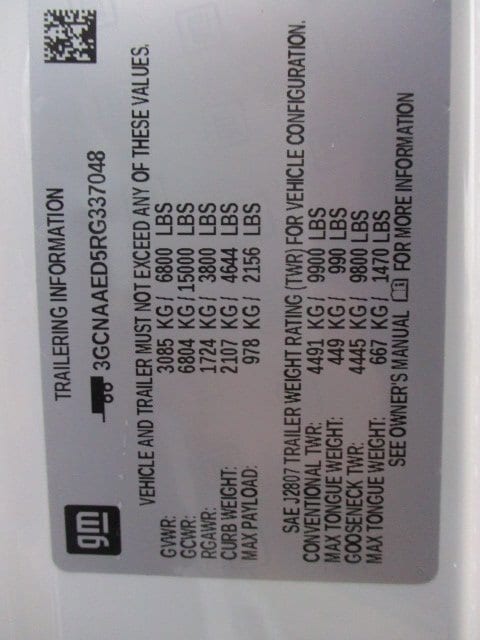 TRAILERING INFORMATION
gm
3GCNAAED5RG337048
VEHICLE AND TRAILER MUST NOT EXCEED ANY OF THESE VALUES.
GVWR: 3085 KG / 6800 LBS
GCWR: 6804 KG / 15000 LBS
RGAWR: 1724 KG / 3800 LBS
CURB WEIGHT: 2107 KG / 4644 LBS
MAX PAYLOAD: 978 KG / 2156 LBS
SAE J2807 TRAILER WEIGHT RATING (TWR) FOR VEHICLE CONFIGURATION.
CONVENTIONAL TWR: 4491 KG / 9900 LBS
MAX TONGUE WEIGHT: 449 KG / 990 LBS
GOOSENECK TWR: 4445 KG / 9800 LBS
MAX TONGUE WEIGHT: 667 KG / 1470 LBS
SEE OWNER'S MANUAL FOR MORE INFORMATION